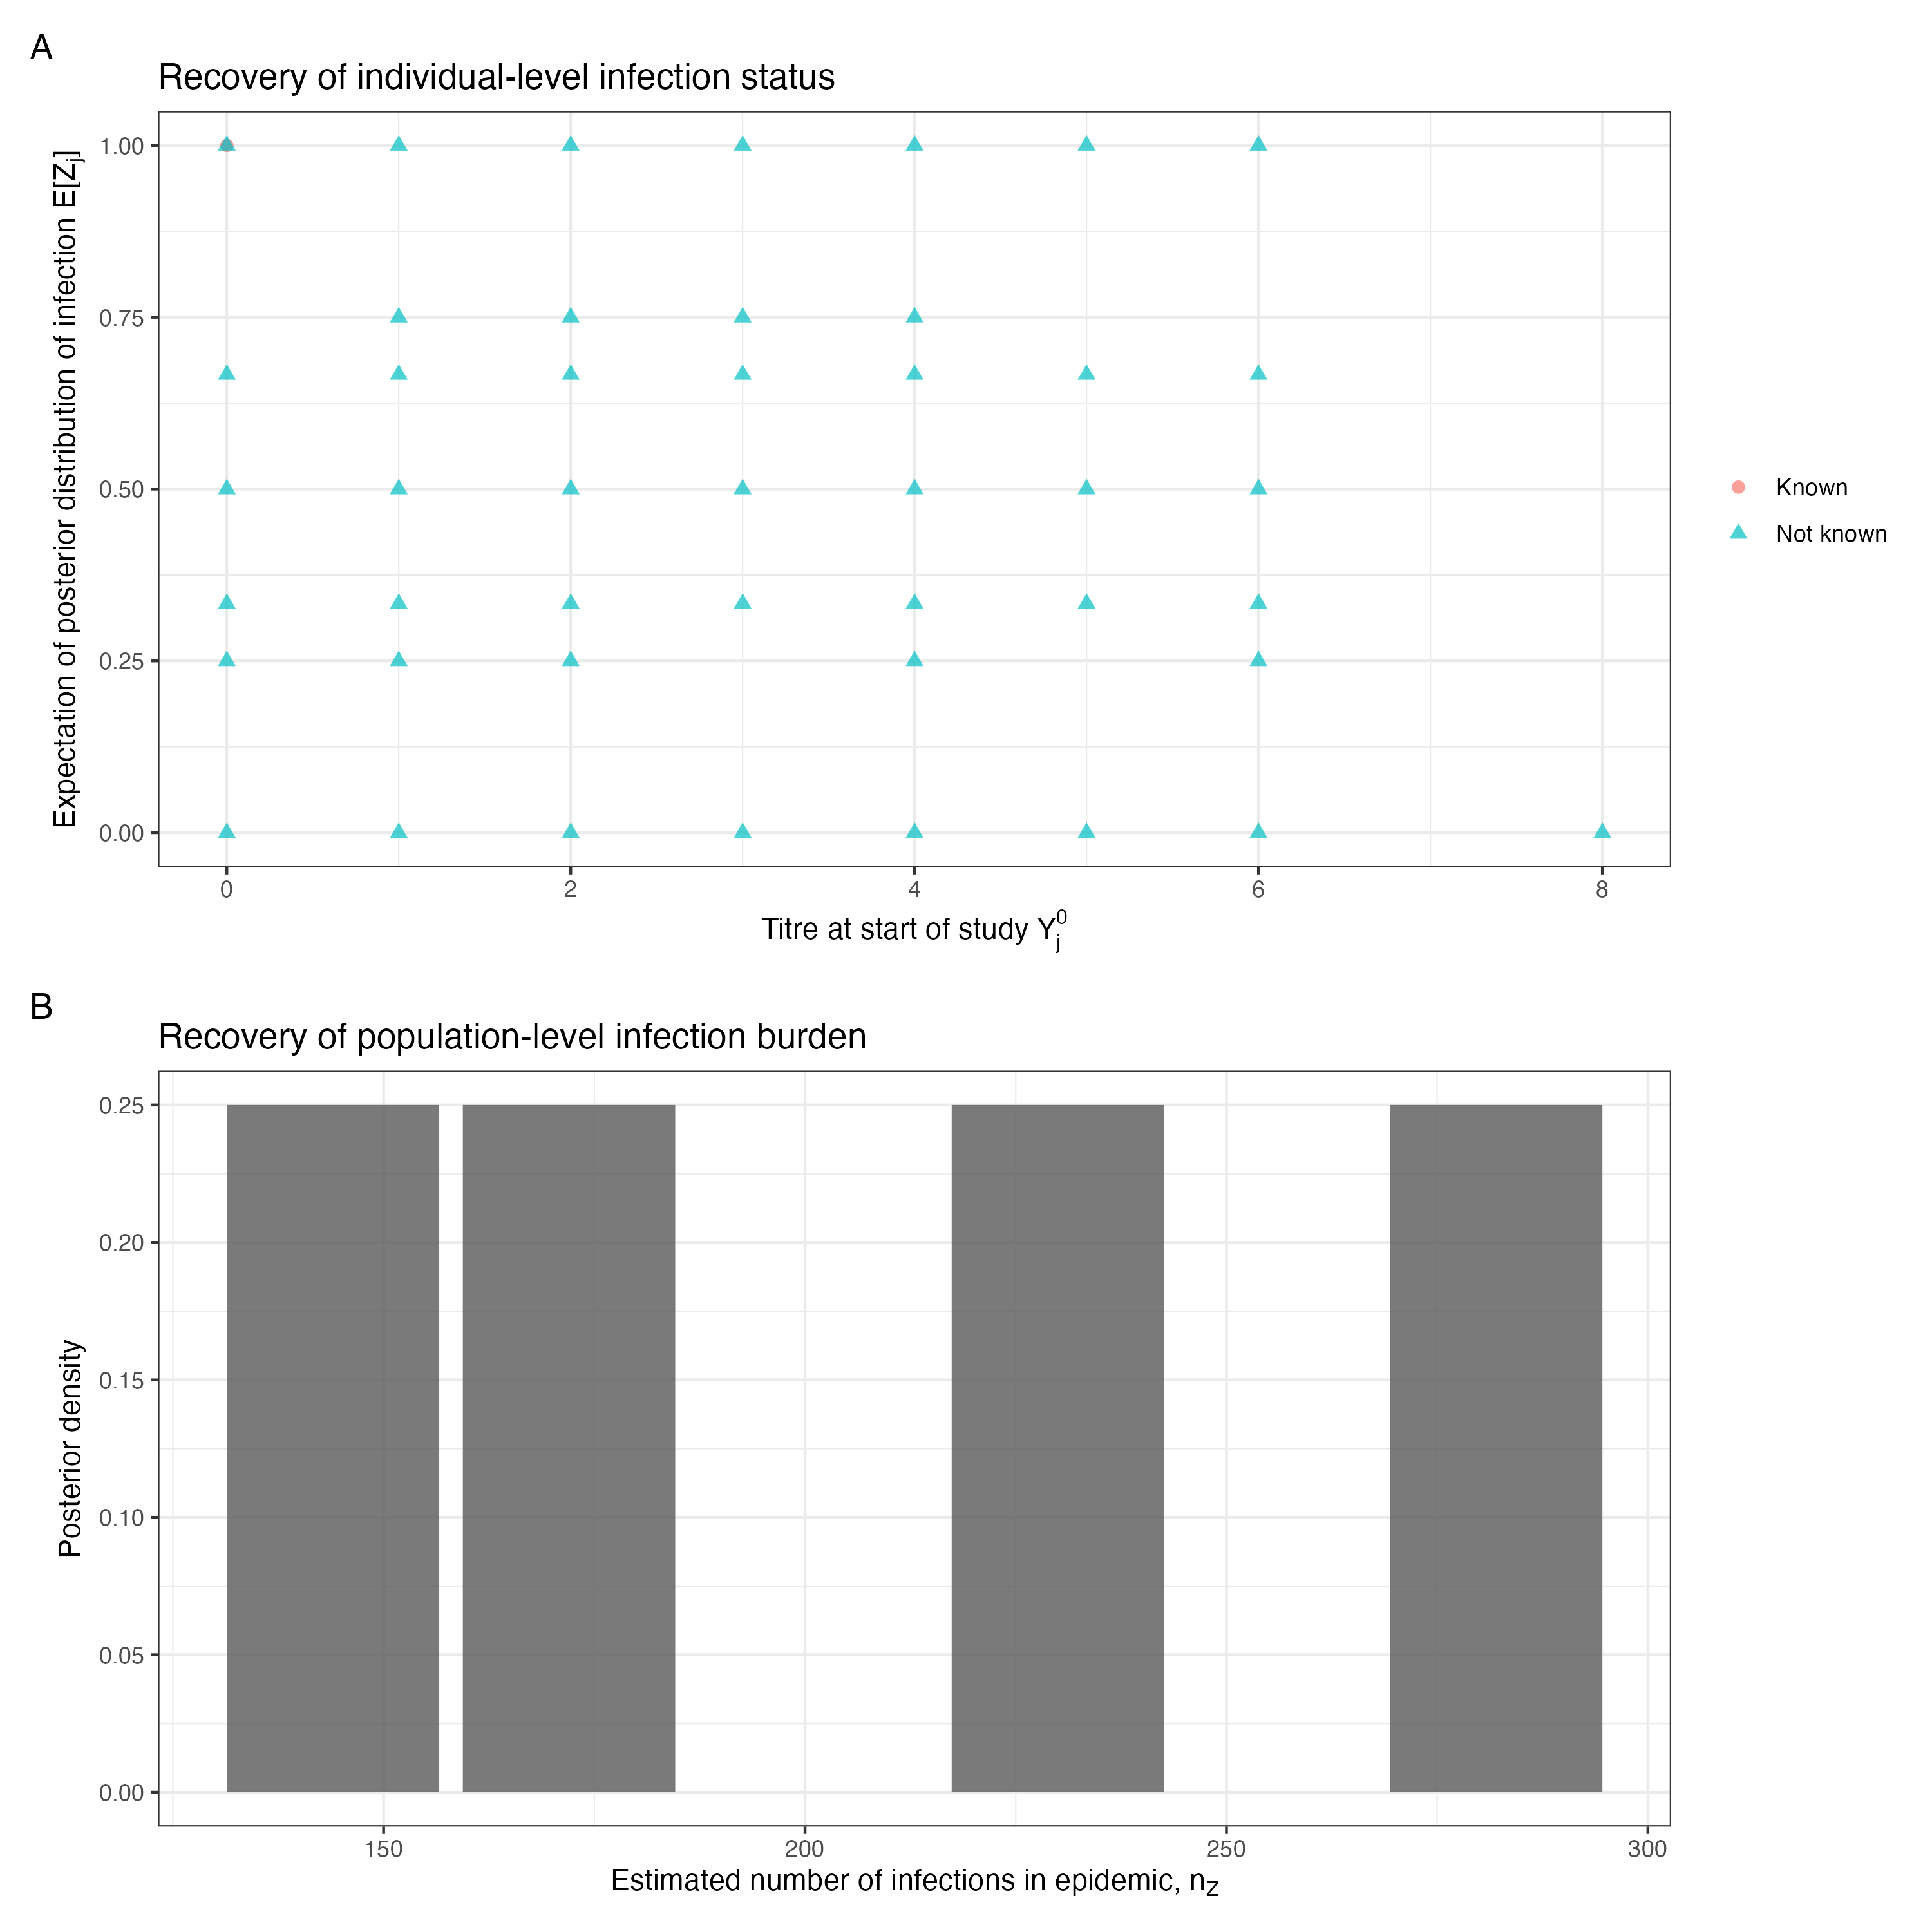 A
Recovery of individual-level infection status
Expectation of posterior distribution of infection E[Zj]
1.00
0.75
0.50
0.25
0.00
0 2 4 6 8
Titre at start of study Yj0
Known
Not known
B
Recovery of population-level infection burden
Posterior density
0.25
0.20
0.15
0.10
0.05
0.00
150 200 250 300
Estimated number of infections in epidemic, nZ